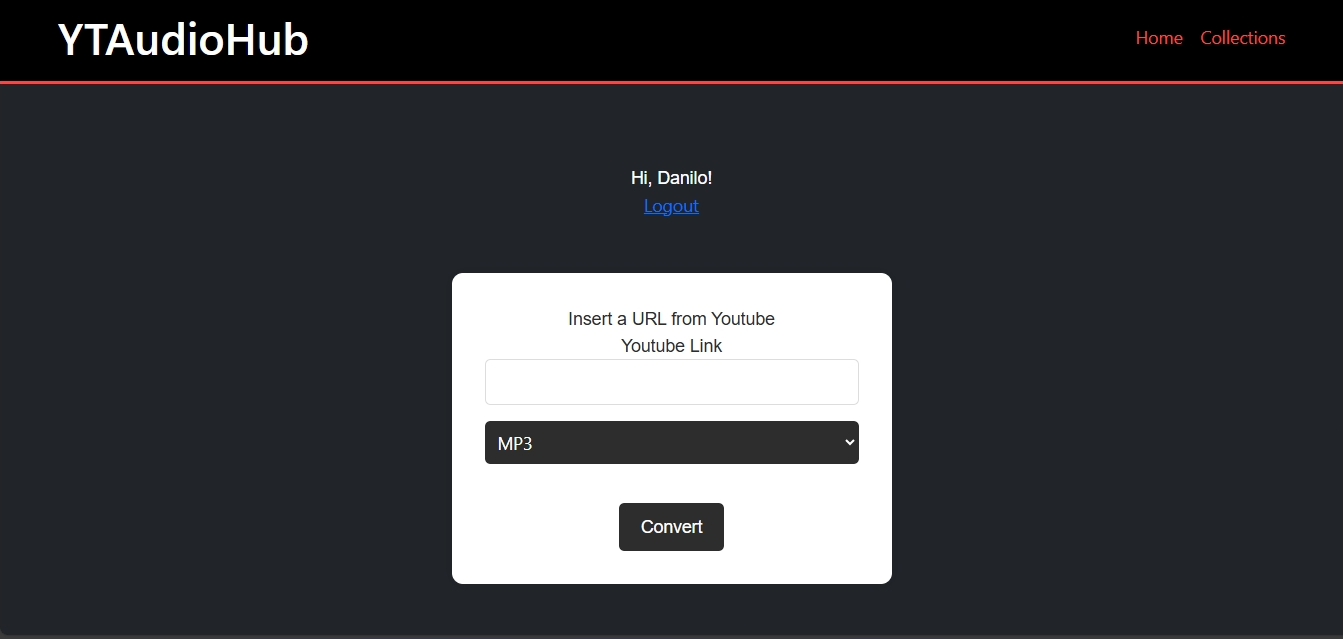 YTAudioHub
Home Collections
Hi, Danilo!
Logout
Insert a URL from Youtube
Youtube Link
MP3
Convert